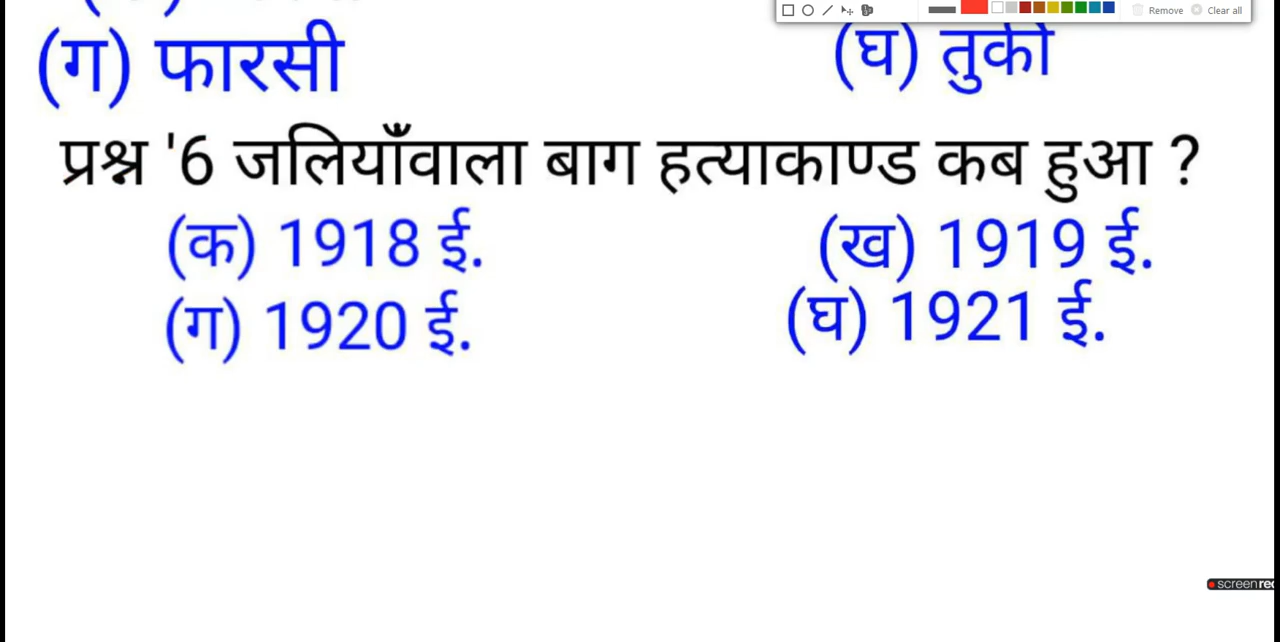 Remove Clear all
(ग) फारसी (घ) तुर्की
प्रश्न '6 जलियाँवाला बाग हत्याकाण्ड कब हुआ ?
(क) 1918 ई. (ख) 1919 ई.
(ग) 1920 ई. (घ) 1921 ई.
screenrec